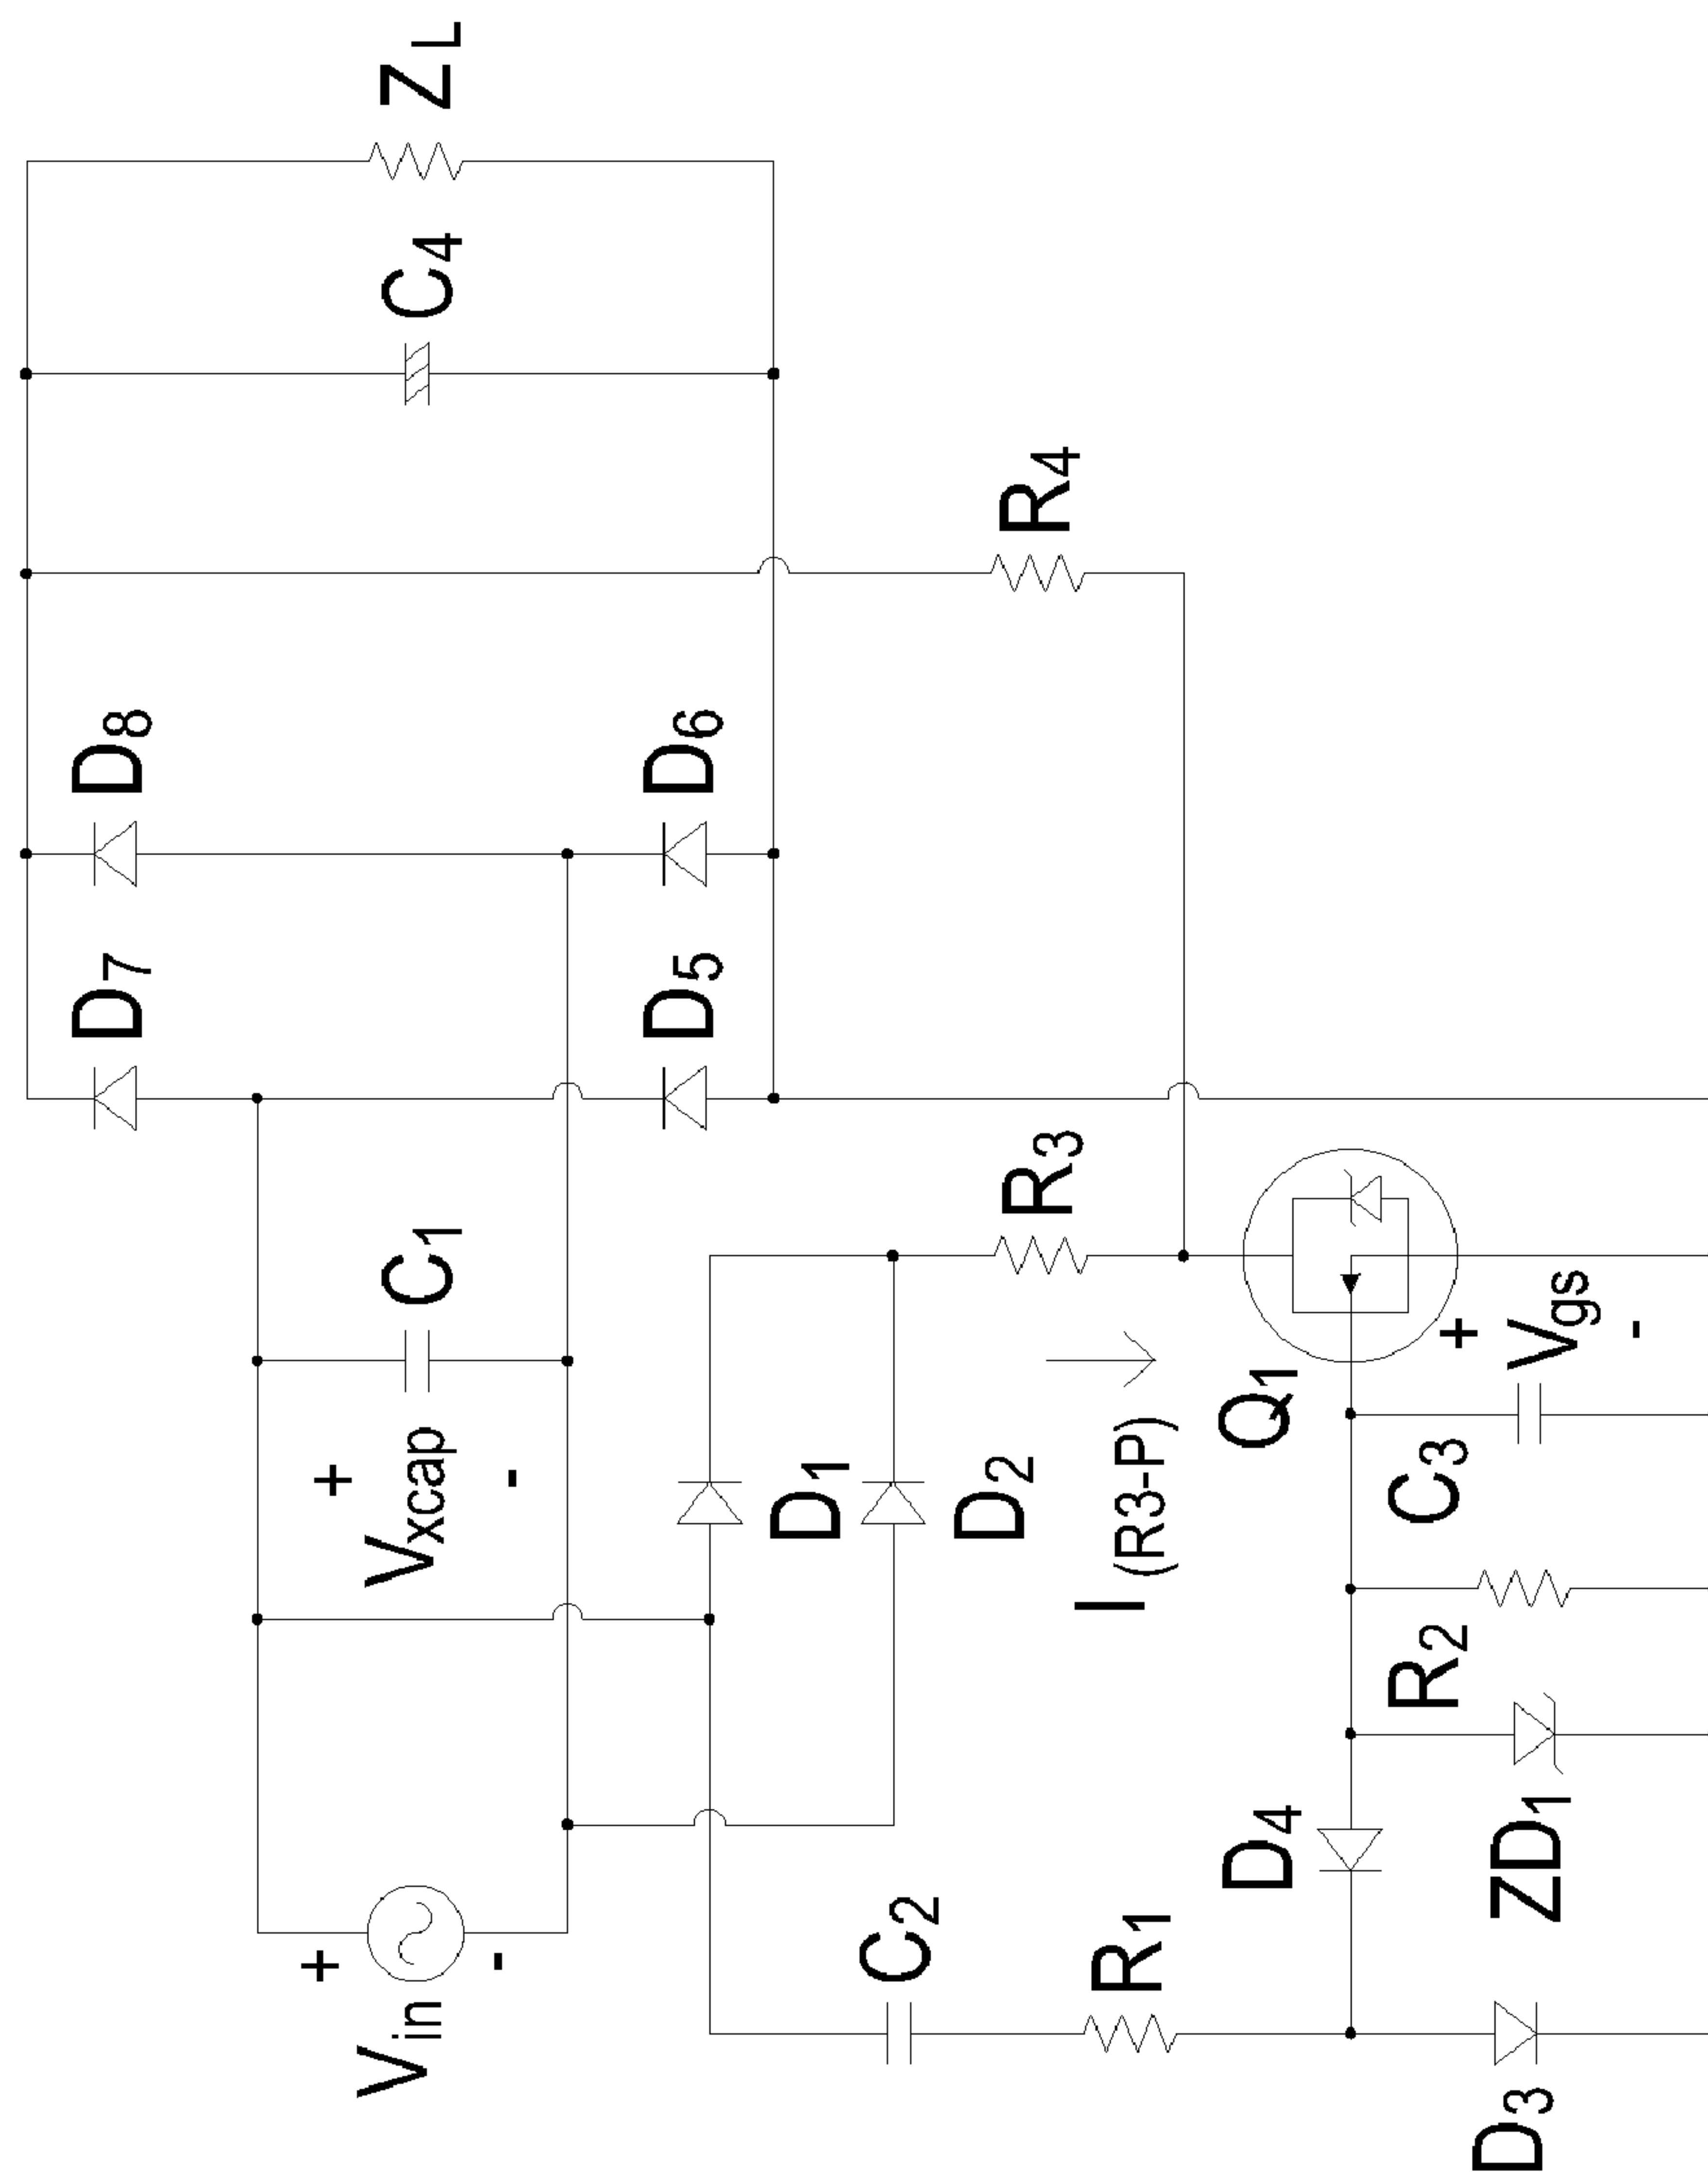 Vin
+
-
Vxcap
+
-
C1
D7
D8
D5
D6
C4
ZL
C2
R1
D1
D2
I(R3-P)
R3
R4
D3
D4
ZD1
R2
C3
Q1
+
Vgs
-